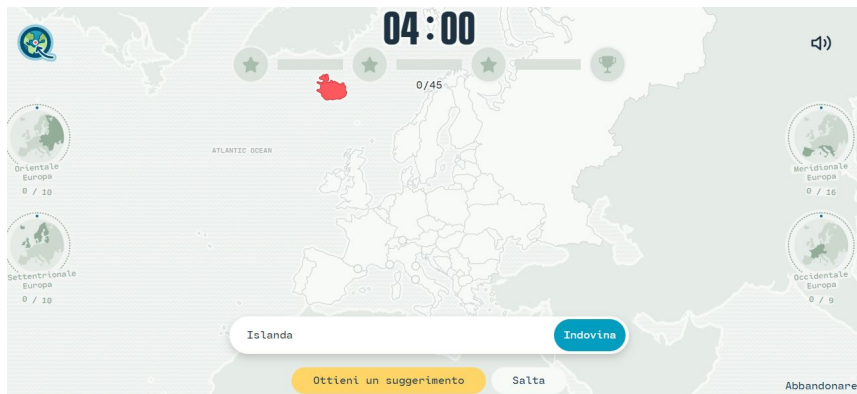 04:00
0/45
ATLANTIC OCEAN
Orientale
Europa
0 / 10
Meridionale
Europa
0 / 16
Settentrionale
Europa
0 / 10
Occidentale
Europa
0 / 9
Islanda
Indovina
Ottieni un suggerimento
Salta
Abbandonare